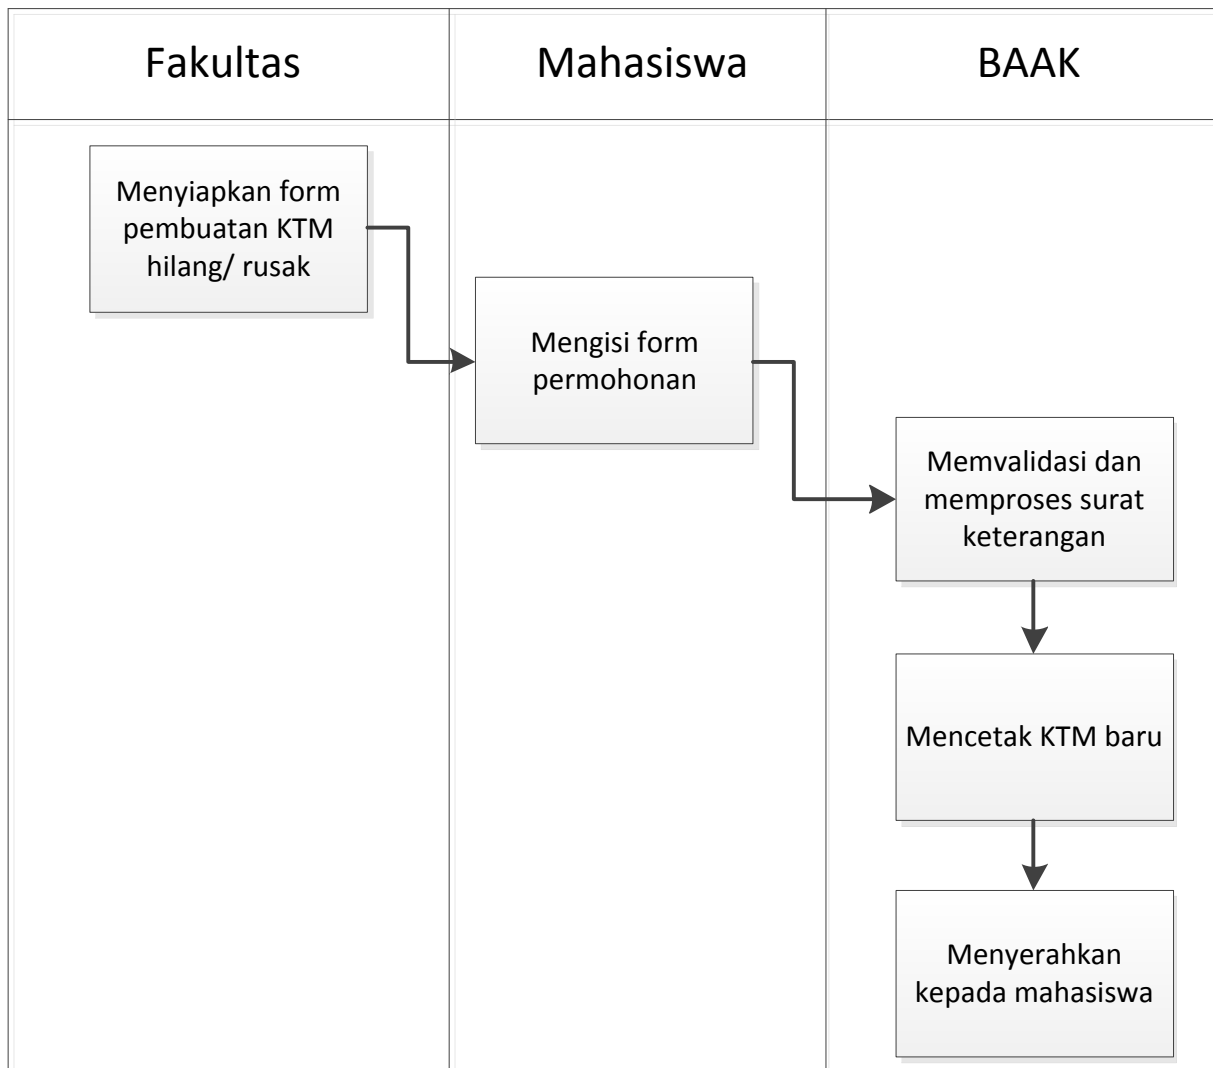 Fakultas
Mahasiswa
BAAK
Menyiapkan form
pembuatan KTM
hilang/ rusak
Mengisi form
permohonan
Memvalidasi dan
memproses surat
keterangan
Mencetak KTM baru
Menyerahkan
kepada mahasiswa